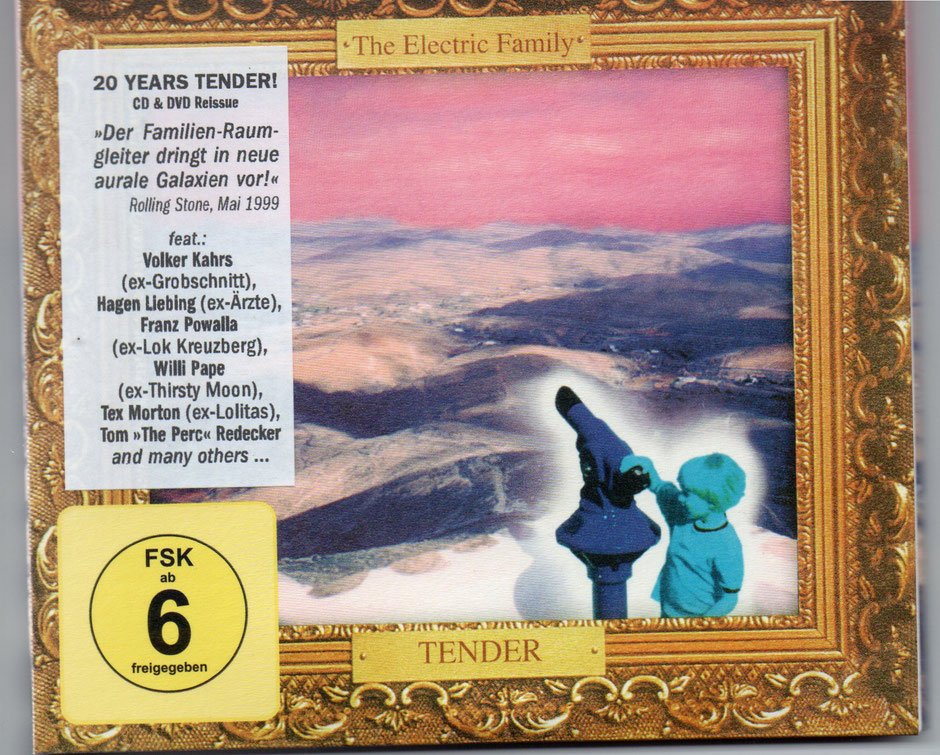 The Electric Family
20 YEARS TENDER!
CD & DVD Reissue
»Der Familien-Raum-
gleiter dringt in neue
aurale Galaxien vor!«
Rolling Stone, Mai 1999
feat.:
Volker Kahrs
(ex-Grobschnitt),
Hagen Liebing (ex-Ärzte),
Franz Powalla
(ex-Lok Kreuzberg),
Willi Pape
(ex-Thirsty Moon),
Tex Morton (ex-Lolitas),
Tom »The Perc« Redecker
and many others ...
FSK
ab
6
freigegeben
TENDER